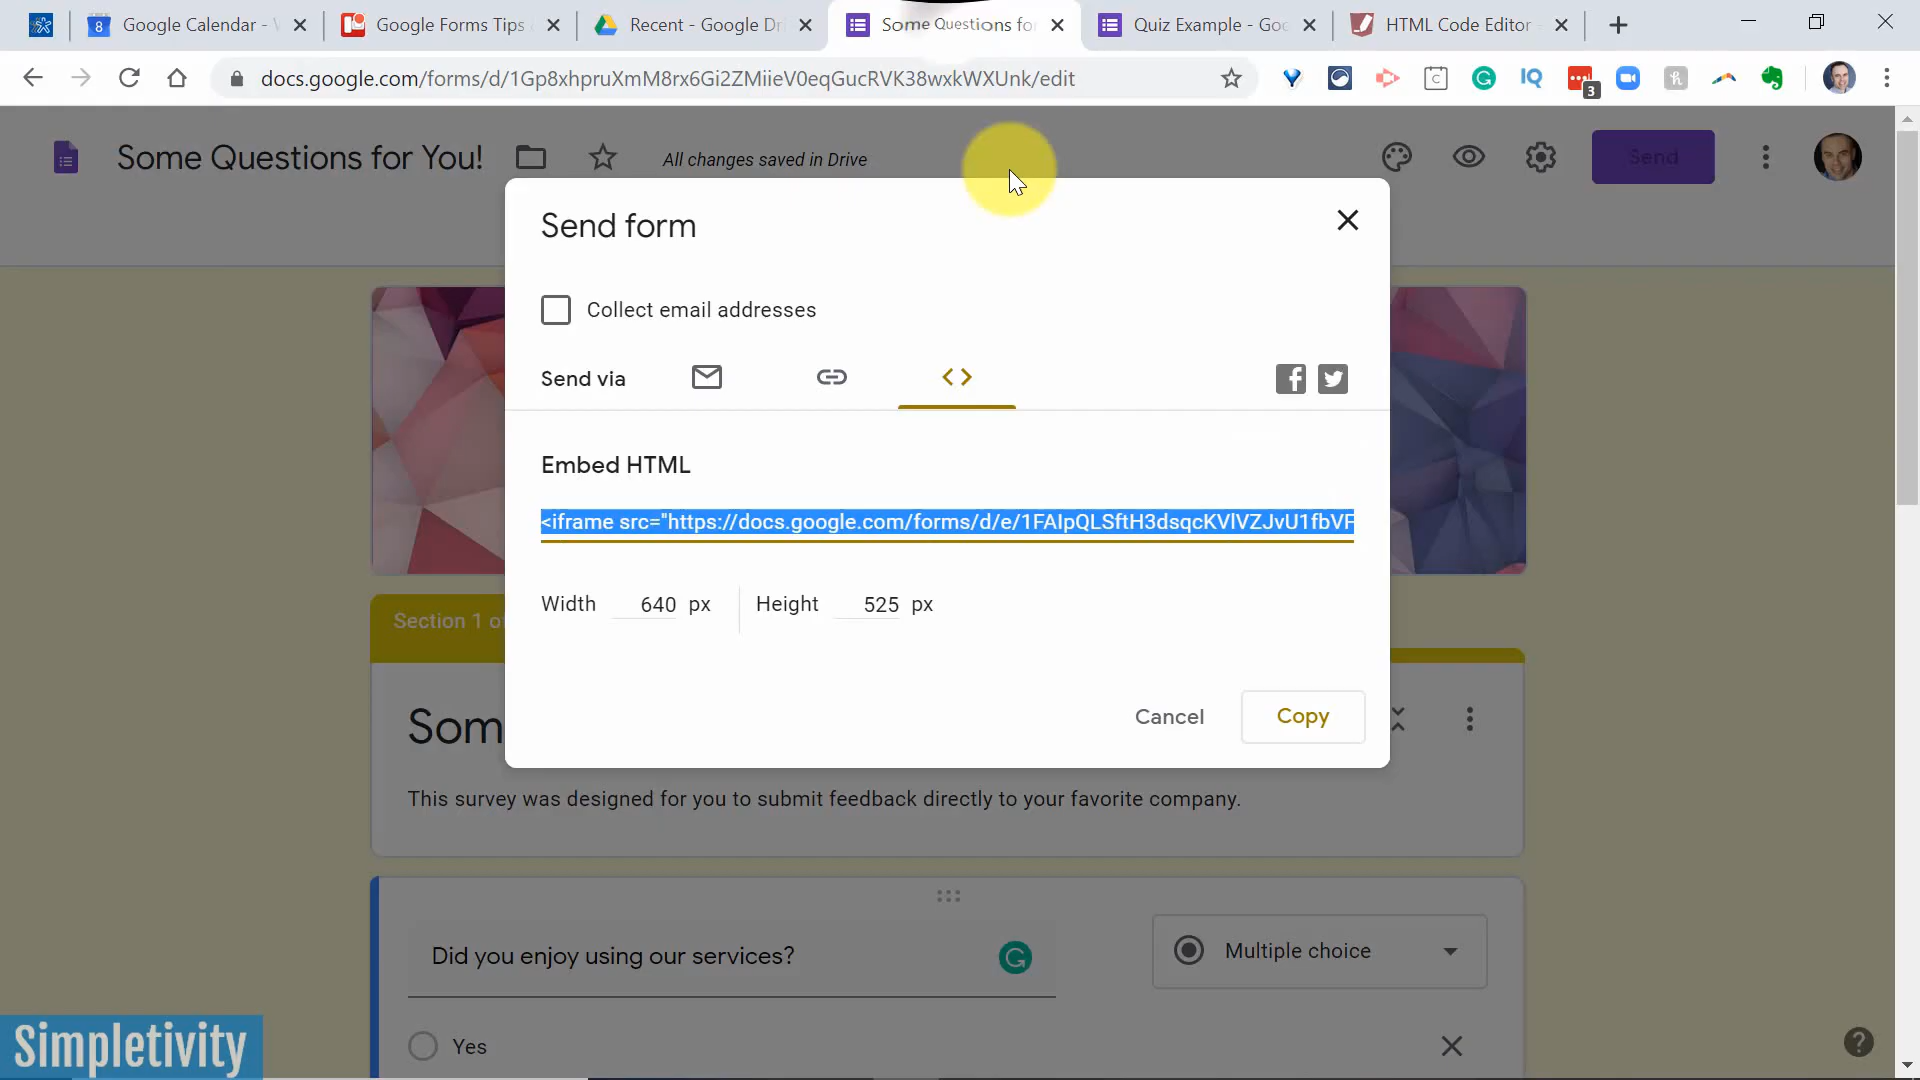 Google Calendar -
Google Forms Tips
Recent - Google Dri
Some Questions for
Quiz Example - Goo
HTML Code Editor -
docs.google.com/forms/d/1Gp8xhpruXmM8rx6Gi2ZMiieV0eqGucRVK38wxkWXUnk/edit
3
Some Questions for You!
All changes saved in Drive
Send
Send form
Collect email addresses
Send via
Embed HTML
<iframe src="https://docs.google.com/forms/d/e/1FAIpQLSftH3dsqcKVlVZJvU1fbVF
Width 640 px Height 525 px
Cancel
Copy
Section 1 o
Som
This survey was designed for you to submit feedback directly to your favorite company.
Did you enjoy using our services?
Multiple choice
Yes
Simpletivity